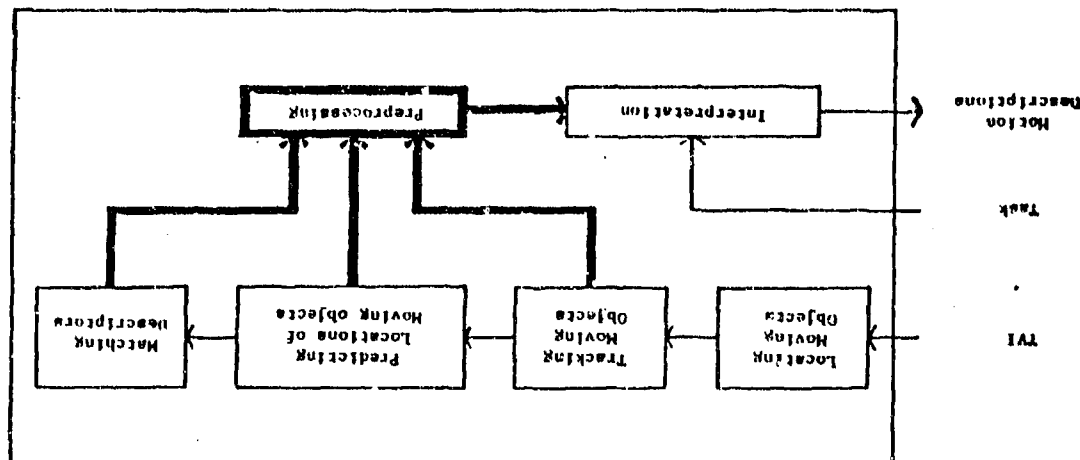 TVI
Locating
Moving
Objects
Tracking
Moving
Objects
Predicting
Locations of
Moving objects
Matching
Descriptors
Task
Motion
Descriptions
Interpretation
Preprocessing